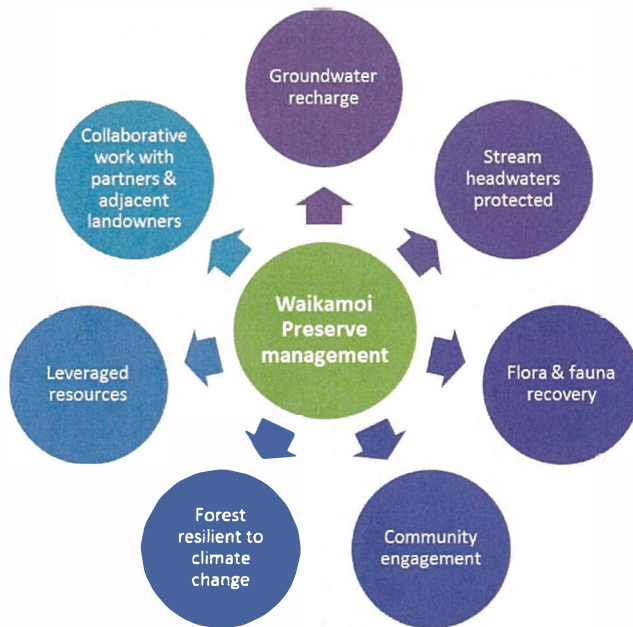 Groundwater
recharge
Stream
headwaters
protected
Flora & fauna
recovery
Community
engagement
Forest
resilient to
climate
change
Leveraged
resources
Collaborative
work with
partners &
adjacent
landowners
Waikamoi
Preserve
management